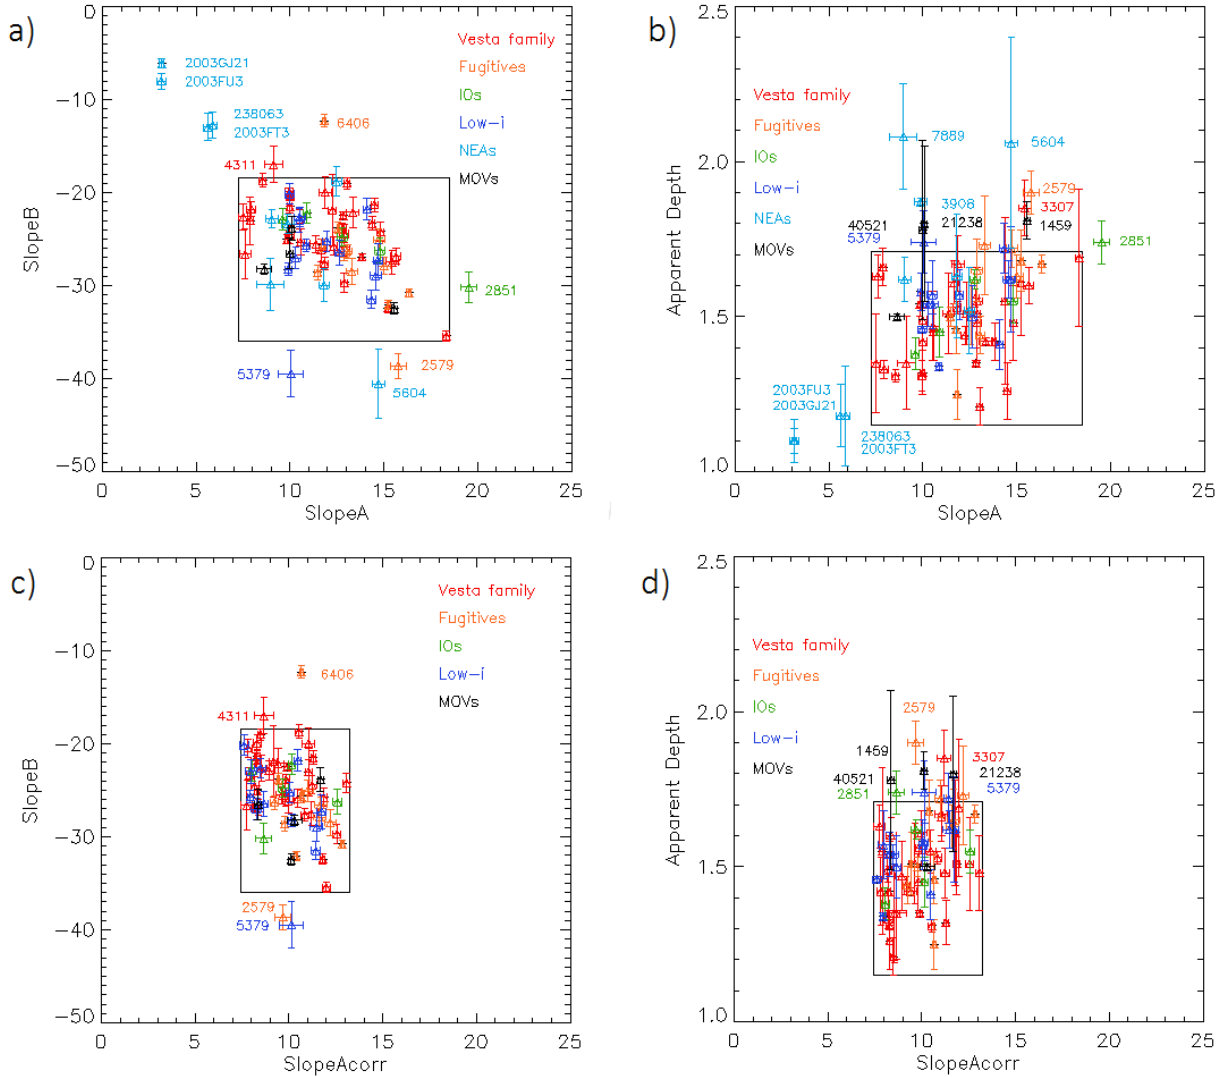 a)
0
−10
−20
−30
−40
−50
SlopeB
0 5 10 15 20 25
SlopeA
Vesta family
Fugitives
IOs
Low−i
NEAs
MOVs
2003GJ21
2003FU3
238063
2003FT3
6406
4311
2851
5379
2579
5604
b)
2.5
2.0
1.5
1.0
Apparent Depth
0 5 10 15 20 25
SlopeA
Vesta family
Fugitives
IOs
Low−i
NEAs
MOVs
7889
5604
2579
3908
3307
40521
21238
1459
5379
2851
2003FU3
2003GJ21
238063
2003FT3
c)
0
−10
−20
−30
−40
−50
SlopeB
0 5 10 15 20 25
SlopeAcorr
Vesta family
Fugitives
IOs
Low−i
MOVs
6406
4311
2579
5379
d)
2.5
2.0
1.5
1.0
Apparent Depth
0 5 10 15 20 25
SlopeAcorr
Vesta family
Fugitives
IOs
Low−i
MOVs
2579
1459
3307
40521
21238
2851
5379